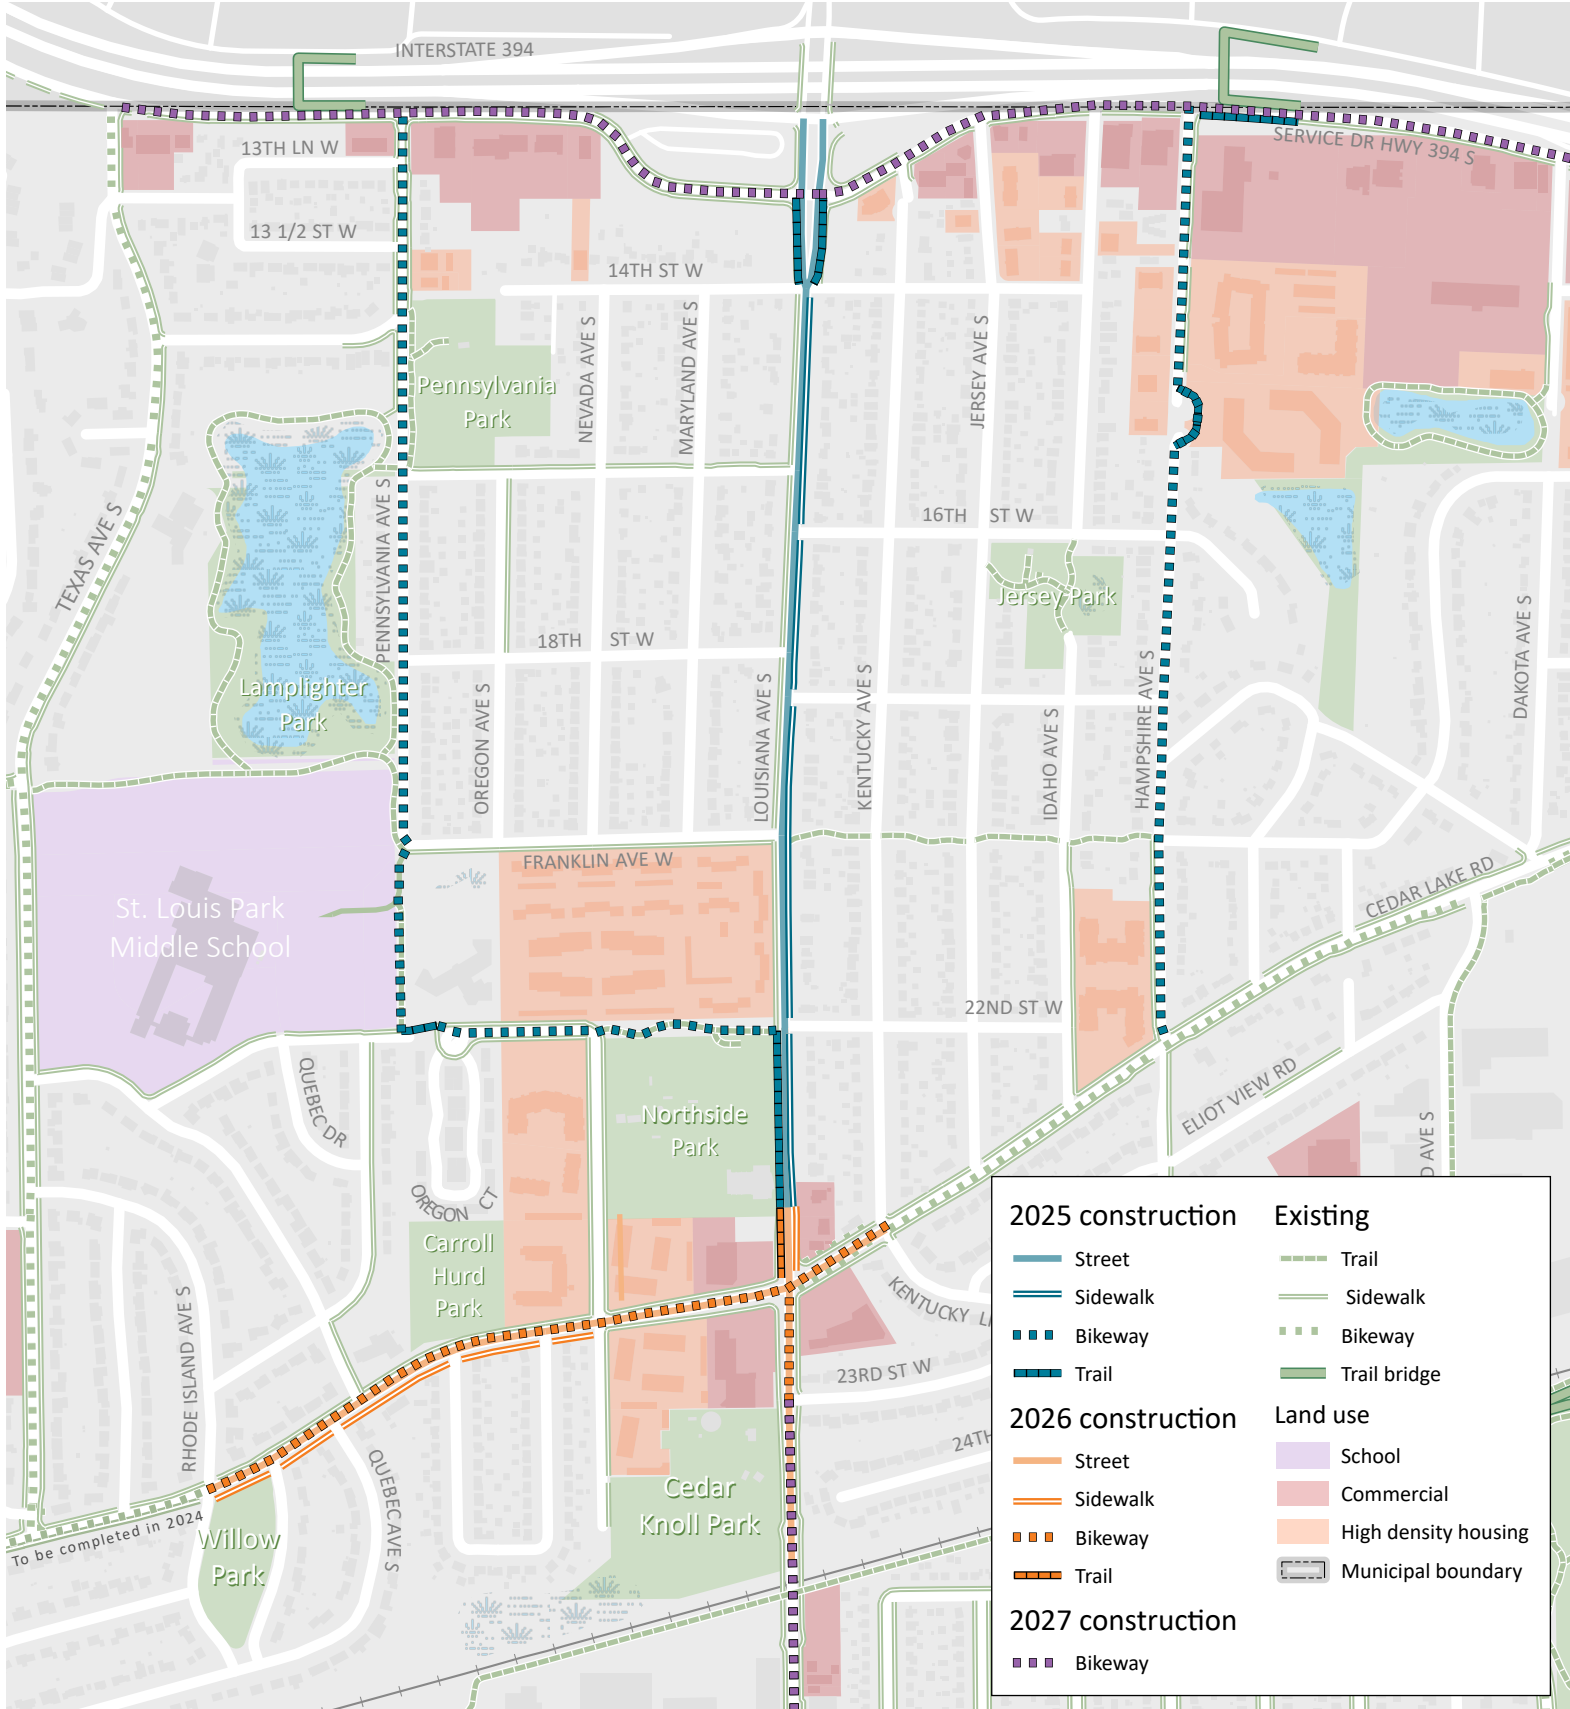 INTERSTATE 394
SERVICE DR HWY 394 S
13TH LN W
13 1/2 ST W
14TH ST W
NEVADA AVE S
MARYLAND AVE S
JERSEY AVE S
Pennsylvania
Park
PENNSYLVANIA AVE S
TEXAS AVE S
16TH ST W
Jersey Park
18TH ST W
Lamplighter
Park
OREGON AVE S
LOUISIANA AVE S
KENTUCKY AVE S
IDAHO AVE S
HAMPSHIRE AVE S
DAKOTA AVE S
FRANKLIN AVE W
CEDAR LAKE RD
St. Louis Park
Middle School
22ND ST W
QUEBEC DR
Northside
Park
ELIOT VIEW RD
D AVE S
OREGON CT
Carroll
Hurd
Park
KENTUCKY L
RHODE ISLAND AVE S
23RD ST W
24TH
QUEBEC AVE S
Cedar
Knoll Park
To be completed in 2024
Willow
Park
2025 construction
Street
Sidewalk
Bikeway
Trail
2026 construction
Street
Sidewalk
Bikeway
Trail
2027 construction
Bikeway
Existing
Trail
Sidewalk
Bikeway
Trail bridge
Land use
School
Commercial
High density housing
Municipal boundary